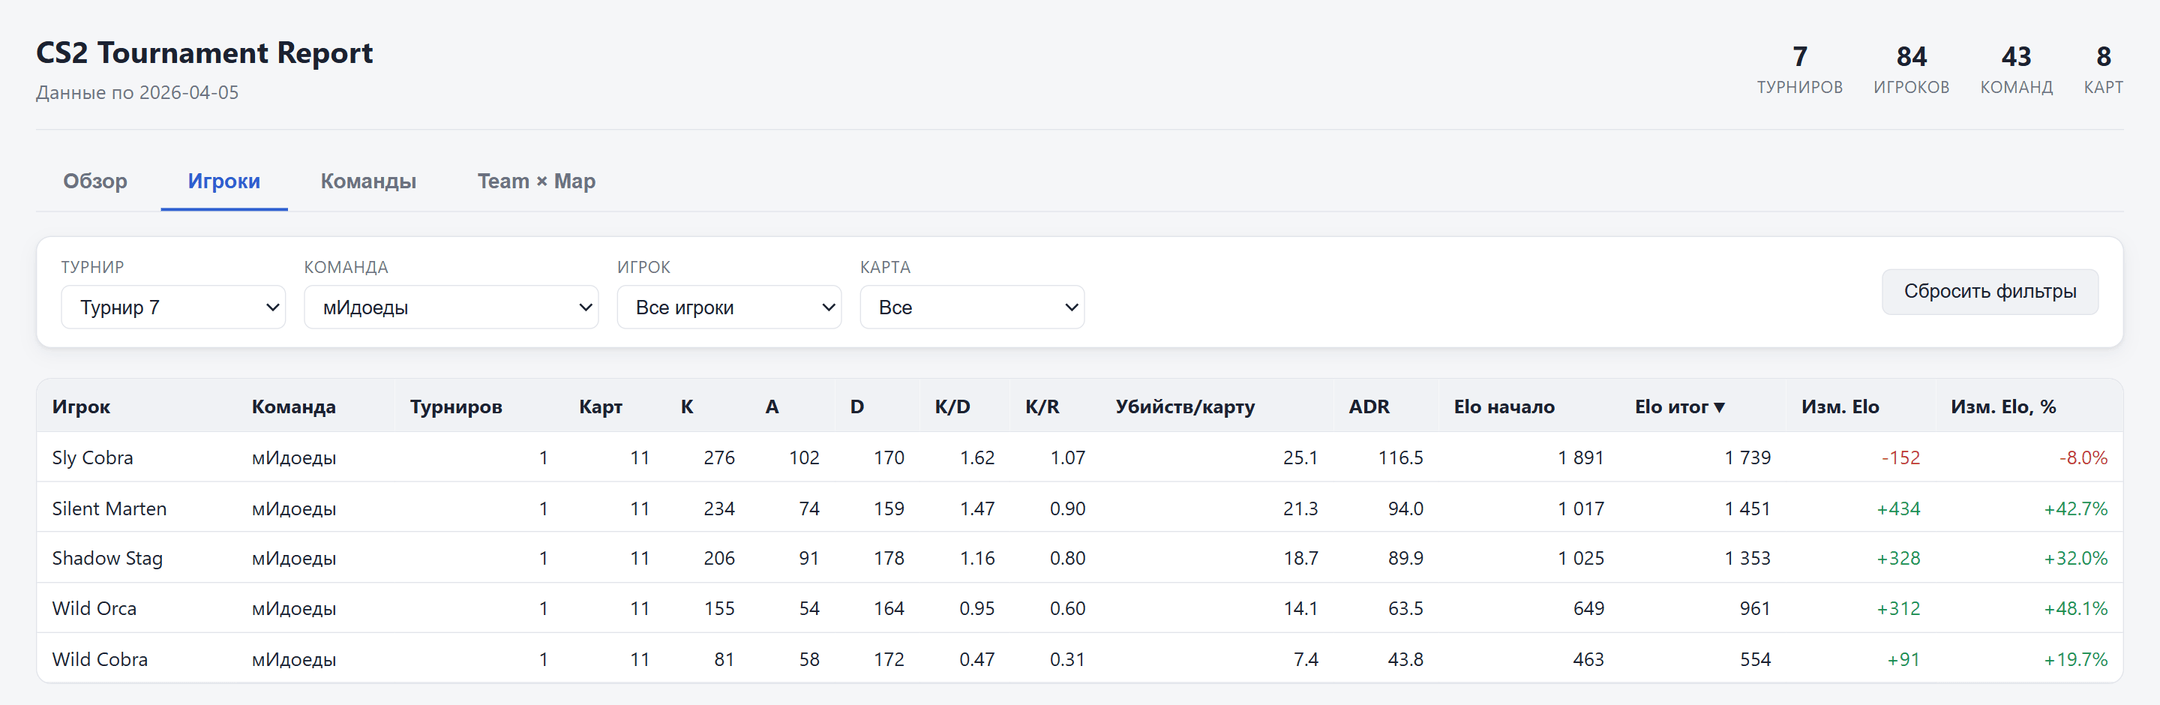 CS2 Tournament Report
Данные по 2026-04-05
7 84 43 8
ТУРНИРОВ ИГРОКОВ КОМАНД КАРТ
Обзор Игроки Команды Team × Map
ТУРНИР КОМАНДА ИГРОК КАРТА
Турнир 7 мИдоеды Все игроки Все Сбросить фильтры
Игрок Команда Турниров Карт K A D K/D K/R Убийств/карту ADR Elo начало Elo итог ▼ Изм. Elo Изм. Elo, %
Sly Cobra мИдоеды 1 11 276 102 170 1.62 1.07 25.1 116.5 1 891 1 739 -152 -8.0%
Silent Marten мИдоеды 1 11 234 74 159 1.47 0.90 21.3 94.0 1 017 1 451 +434 +42.7%
Shadow Stag мИдоеды 1 11 206 91 178 1.16 0.80 18.7 89.9 1 025 1 353 +328 +32.0%
Wild Orca мИдоеды 1 11 155 54 164 0.95 0.60 14.1 63.5 649 961 +312 +48.1%
Wild Cobra мИдоеды 1 11 81 58 172 0.47 0.31 7.4 43.8 463 554 +91 +19.7%